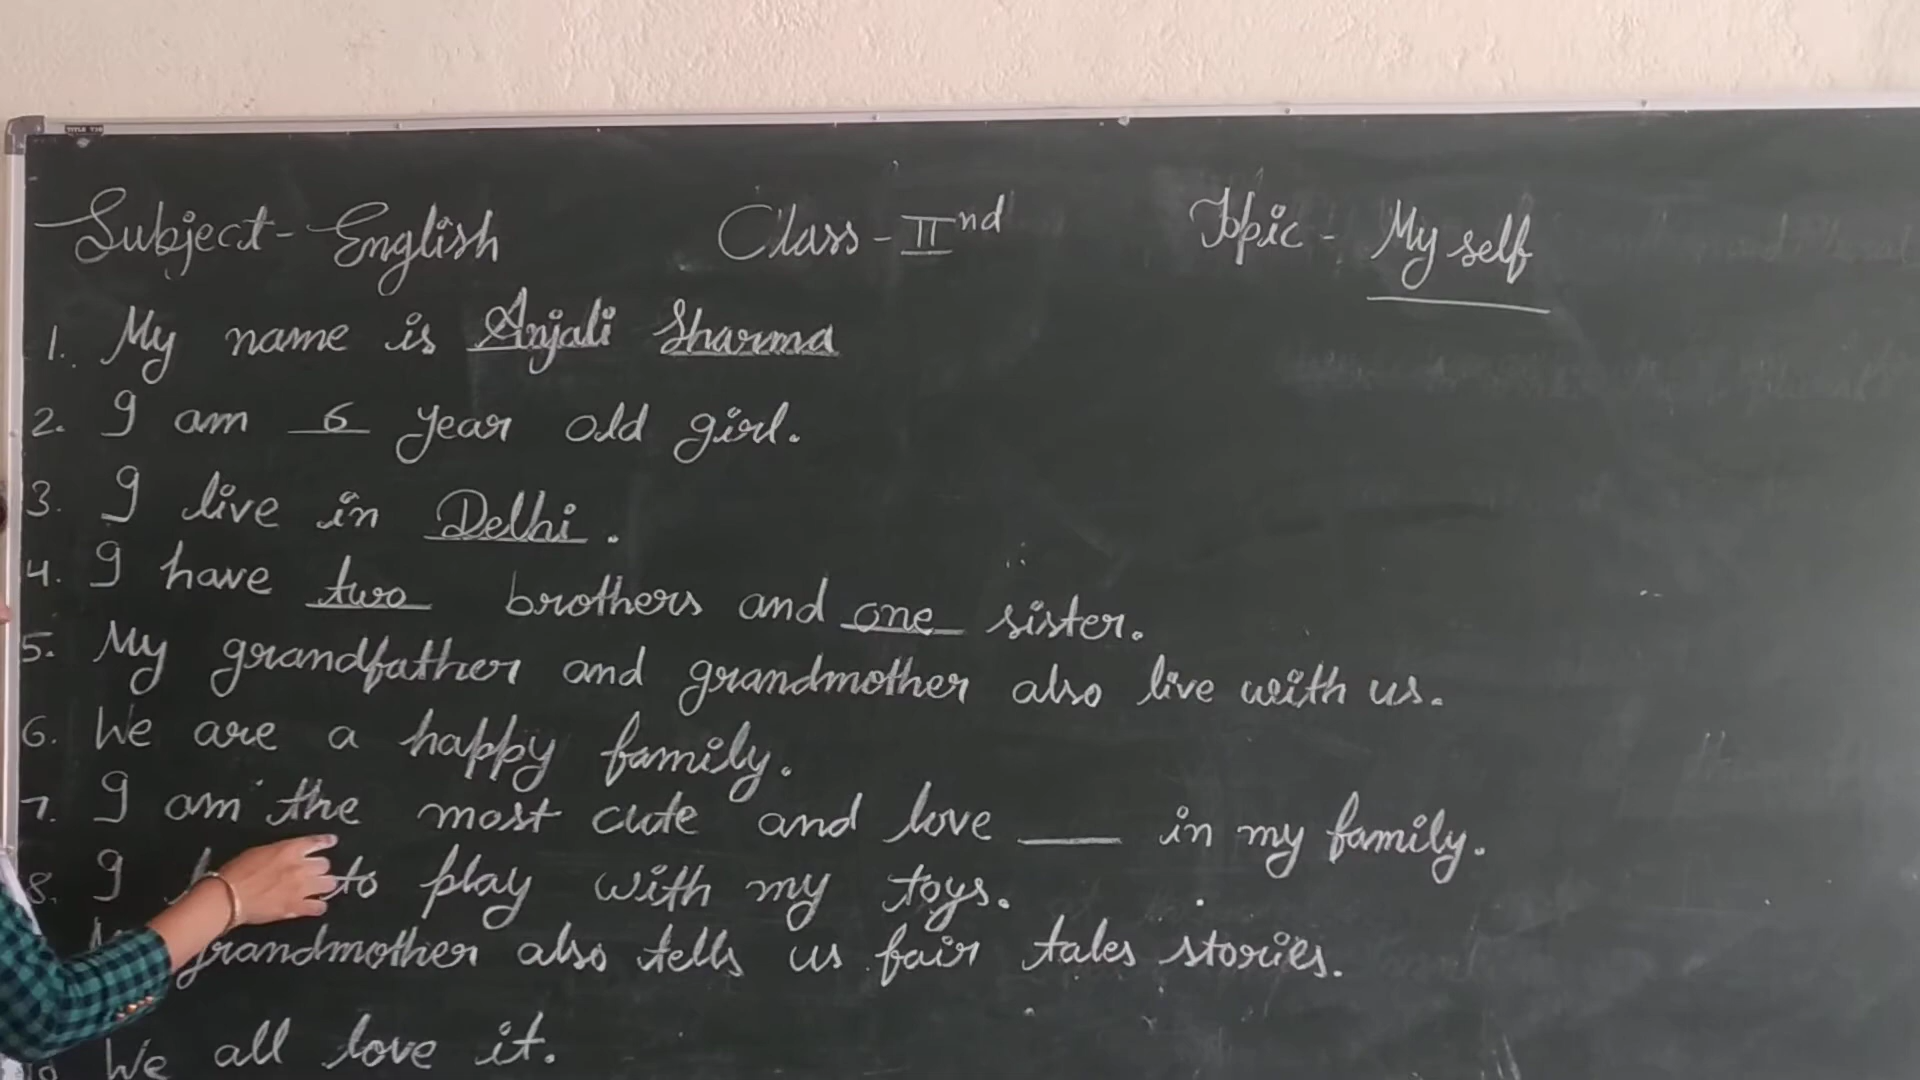 Subject - English Class - IInd Topic - My self
1. My name is Anjali Sharma
2. I am 6 year old girl.
3. I live in Delhi.
4. I have two brothers and one sister.
5. My grandfather and grandmother also live with us.
6. We are a happy family.
7. I am the most cute and love ___ in my family.
8. I to play with my toys.
grandmother also tells us fair tales stories.
We all love it.